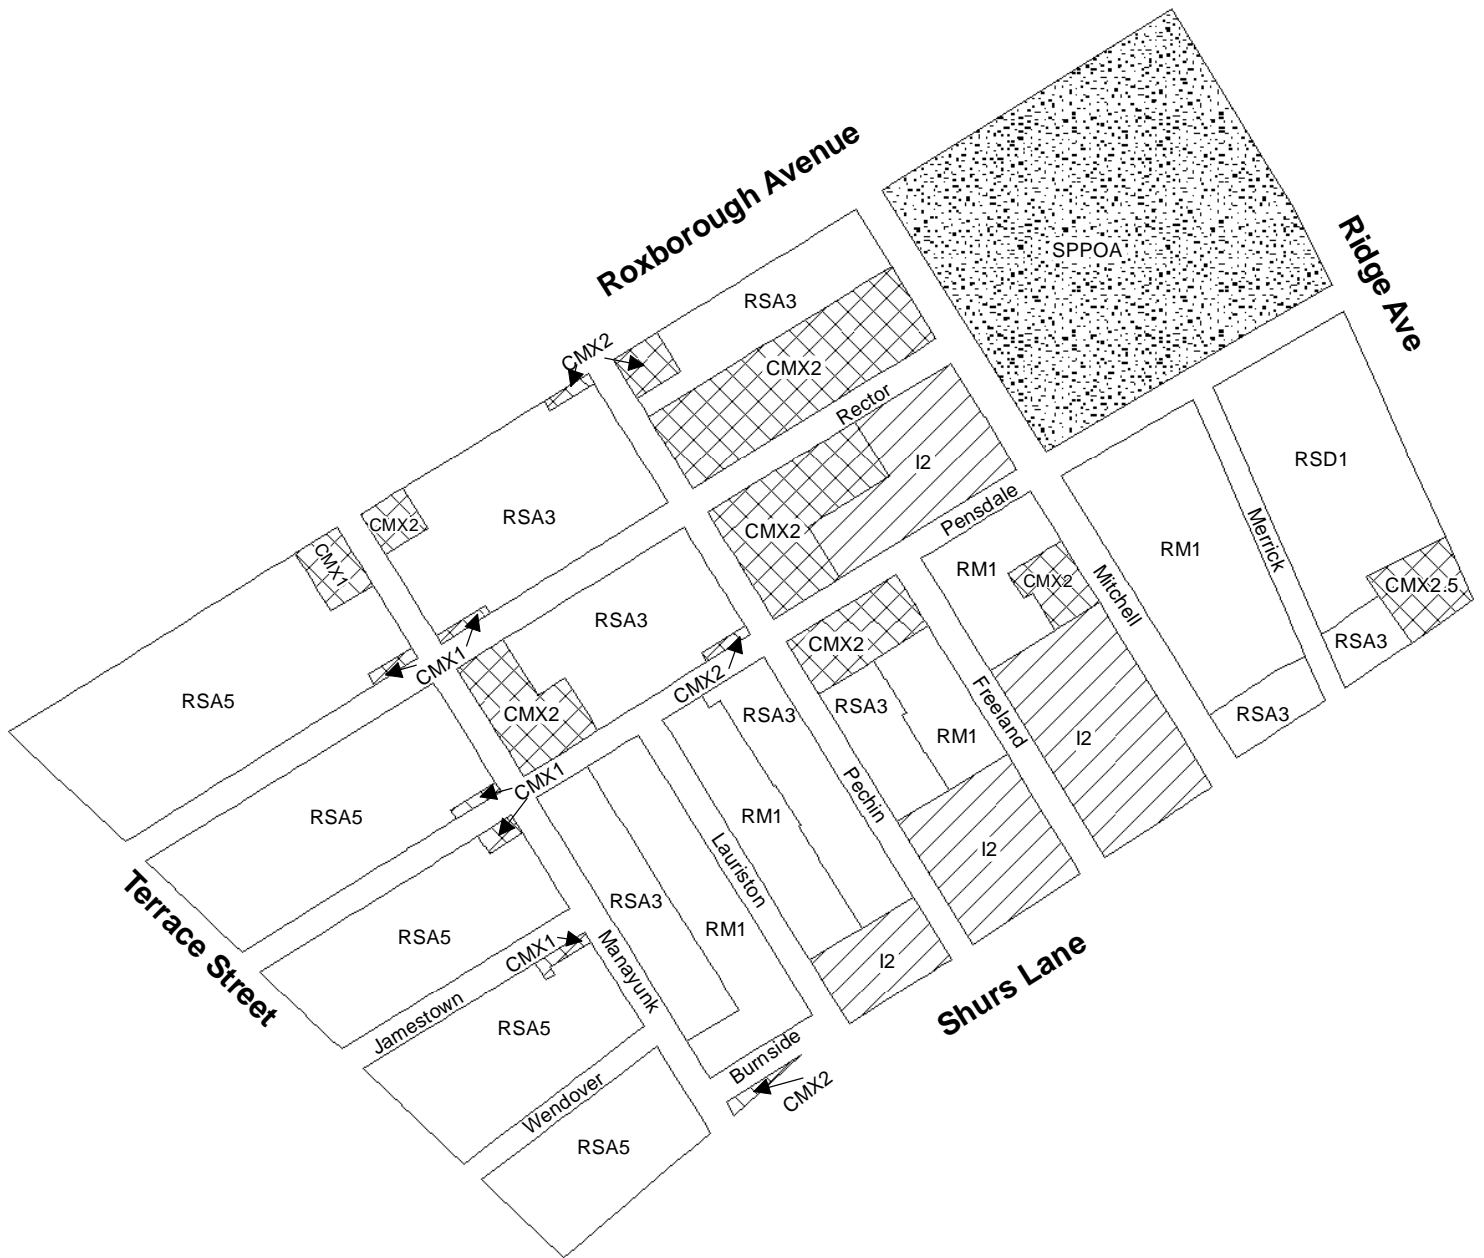 Roxborough Avenue
Ridge Ave
SPPOA
RSA3
CMX2
CMX2
Rector
I2
RSD1
CMX2
RSA3
CMX2
Pensdale
CMX1
RM1
Merrick
RM1
CMX2
Mitchell
CMX2.5
RSA3
CMX2
RSA3
CMX1
RSA5
CMX2
RSA3
RSA3
RM1
Freeland
I2
RSA3
CMX2
CMX1
Pechin
RSA5
RM1
Lauriston
I2
Terrace Street
RSA3
RM1
RSA5
CMX1
Manayunk
I2
Shurs Lane
Jamestown
RSA5
Burnside
CMX2
Wendover
RSA5